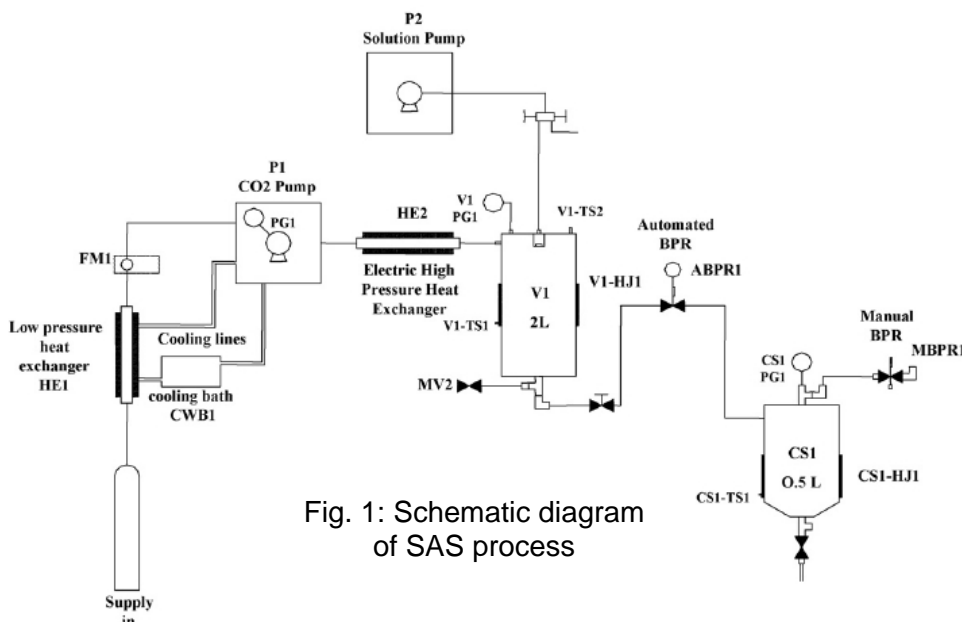 P2
Solution Pump
P1
CO2 Pump
PG1
FM1
HE2
Electric High
Pressure Heat
Exchanger
V1
PG1
V1-TS2
V1-HJ1
V1
2L
V1-TS1
MV2
Automated
BPR
ABPR1
Manual
BPR
MBPR1
CS1
PG1
CS1
O.5 L
CS1-HJ1
CS1-TS1
Low pressure
heat
exchanger
HE1
Cooling lines
cooling bath
CWB1
Supply
in
Fig. 1: Schematic diagram
of SAS process